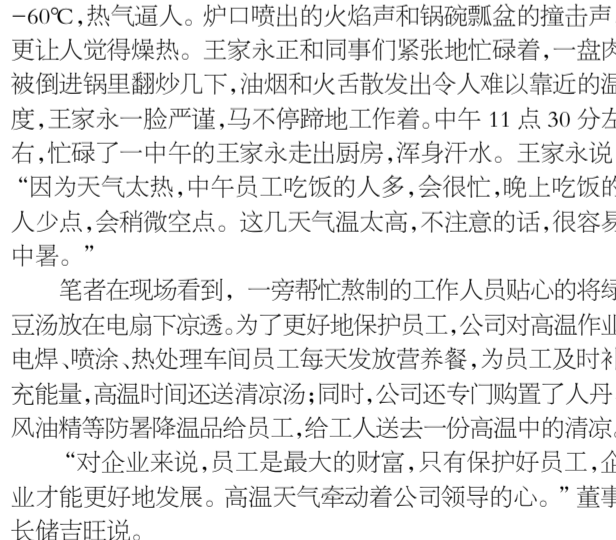 -60℃,热气逼人。炉口喷出的火焰声和锅碗瓢盆的撞击声
更让人觉得燥热。王家永正和同事们紧张地忙碌着,一盘肉
被倒进锅里翻炒几下,油烟和火舌散发出令人难以靠近的温
度,王家永一脸严谨,马不停蹄地工作着。中午 11 点 30 分左
右,忙碌了一中午的王家永走出厨房,浑身汗水。王家永说
“因为天气太热,中午员工吃饭的人多,会很忙,晚上吃饭的
人少点,会稍微空点。这几天气温太高,不注意的话,很容易
中暑。”
笔者在现场看到,一旁帮忙熬制的工作人员贴心的将绿
豆汤放在电扇下凉透。为了更好地保护员工,公司对高温作业
电焊、喷涂、热处理车间员工每天发放营养餐,为员工及时补
充能量,高温时间还送清凉汤;同时,公司还专门购置了人丹
风油精等防暑降温品给员工,给工人送去一份高温中的清凉。
“对企业来说,员工是最大的财富,只有保护好员工,企
业才能更好地发展。高温天气牵动着公司领导的心。”董事
长储吉旺说。